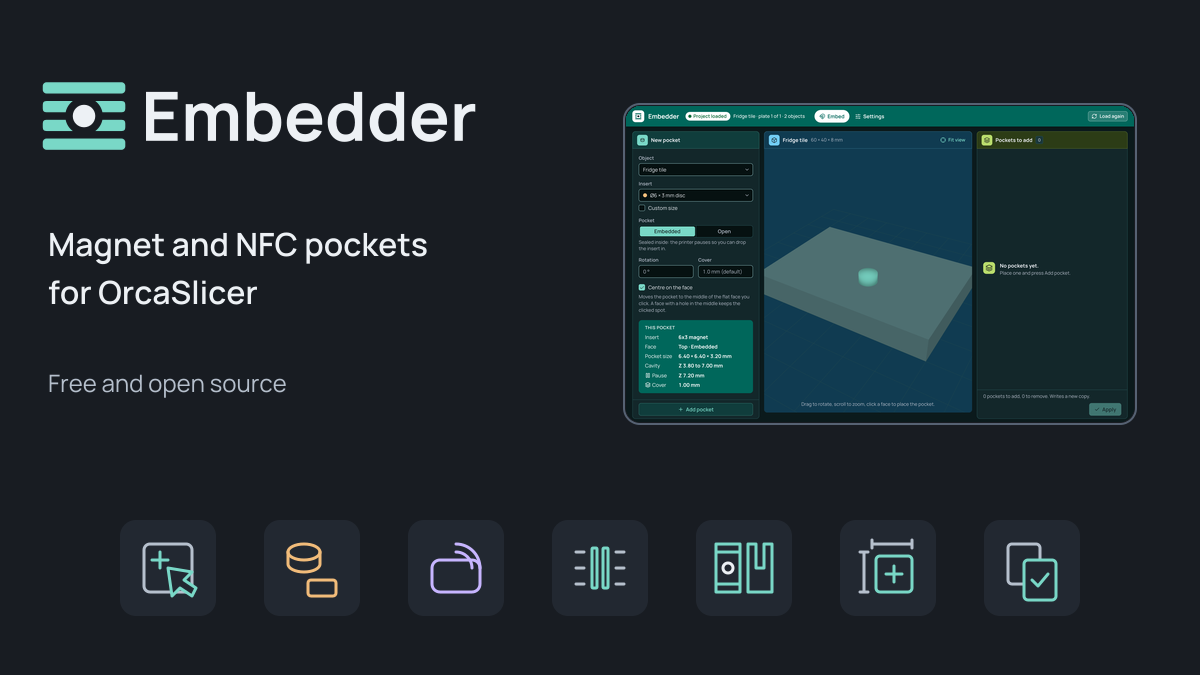 Embedder
Magnet and NFC pockets
for OrcaSlicer
Free and open source
Embedder
Project loaded
Fridge tile · plate 1 of 1 · 2 objects
Embed
Settings
Load again
New pocket
Object
Fridge tile
Insert
Ø6 × 3 mm disc
Custom size
Pocket
Embedded
Open
Sealed inside: the printer pauses so you can drop
the insert in.
Rotation
Cover
0 °
1.0 mm (default)
Centre on the face
Moves the pocket to the middle of the flat face you
click. A face with a hole in the middle keeps the
clicked spot.
THIS POCKET
Insert 6x3 magnet
Face Top · Embedded
Pocket size 6.40 × 6.40 × 3.20 mm
Cavity Z 3.80 to 7.00 mm
Pause Z 7.20 mm
Cover 1.00 mm
+ Add pocket
Fridge tile 60 × 40 × 8 mm
Fit view
Drag to rotate, scroll to zoom, click a face to place the pocket.
Pockets to add 0
No pockets yet.
Place one and press Add pocket.
0 pockets to add, 0 to remove. Writes a new copy.
Apply